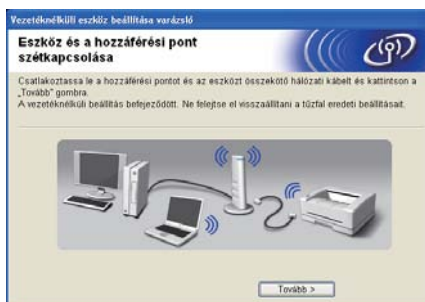 Vezetéknélküli eszköz beállítása varázsló
Eszköz és a hozzáférési pont
szétkapcsolása
Csatlakoztassa le a hozzáférési pontot és az eszközt összekötő hálózati kábelt és kattintson a
„Tovább" gombra.
A vezetéknélküli beállítás befejeződött. Ne felejtse el visszaállítani a tűzfal eredeti beállításait.
Tovább >